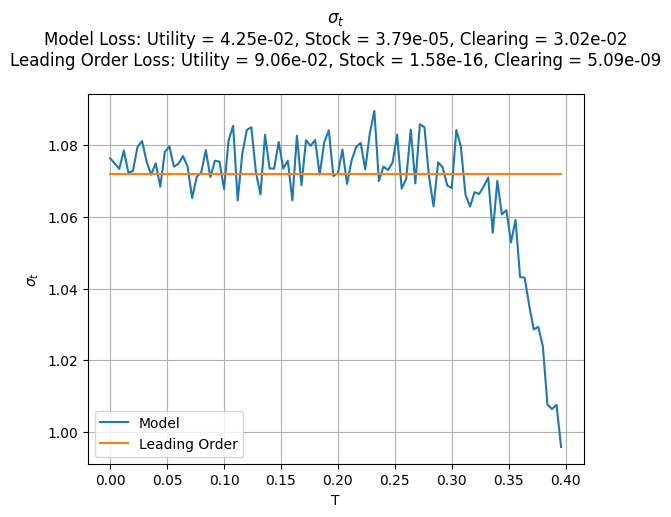 σₜ
Model Loss: Utility = 4.25e-02, Stock = 3.79e-05, Clearing = 3.02e-02
Leading Order Loss: Utility = 9.06e-02, Stock = 1.58e-16, Clearing = 5.09e-09
σₜ
1.08
1.06
1.04
1.02
1.00
Model
Leading Order
0.00 0.05 0.10 0.15 0.20 0.25 0.30 0.35 0.40
T